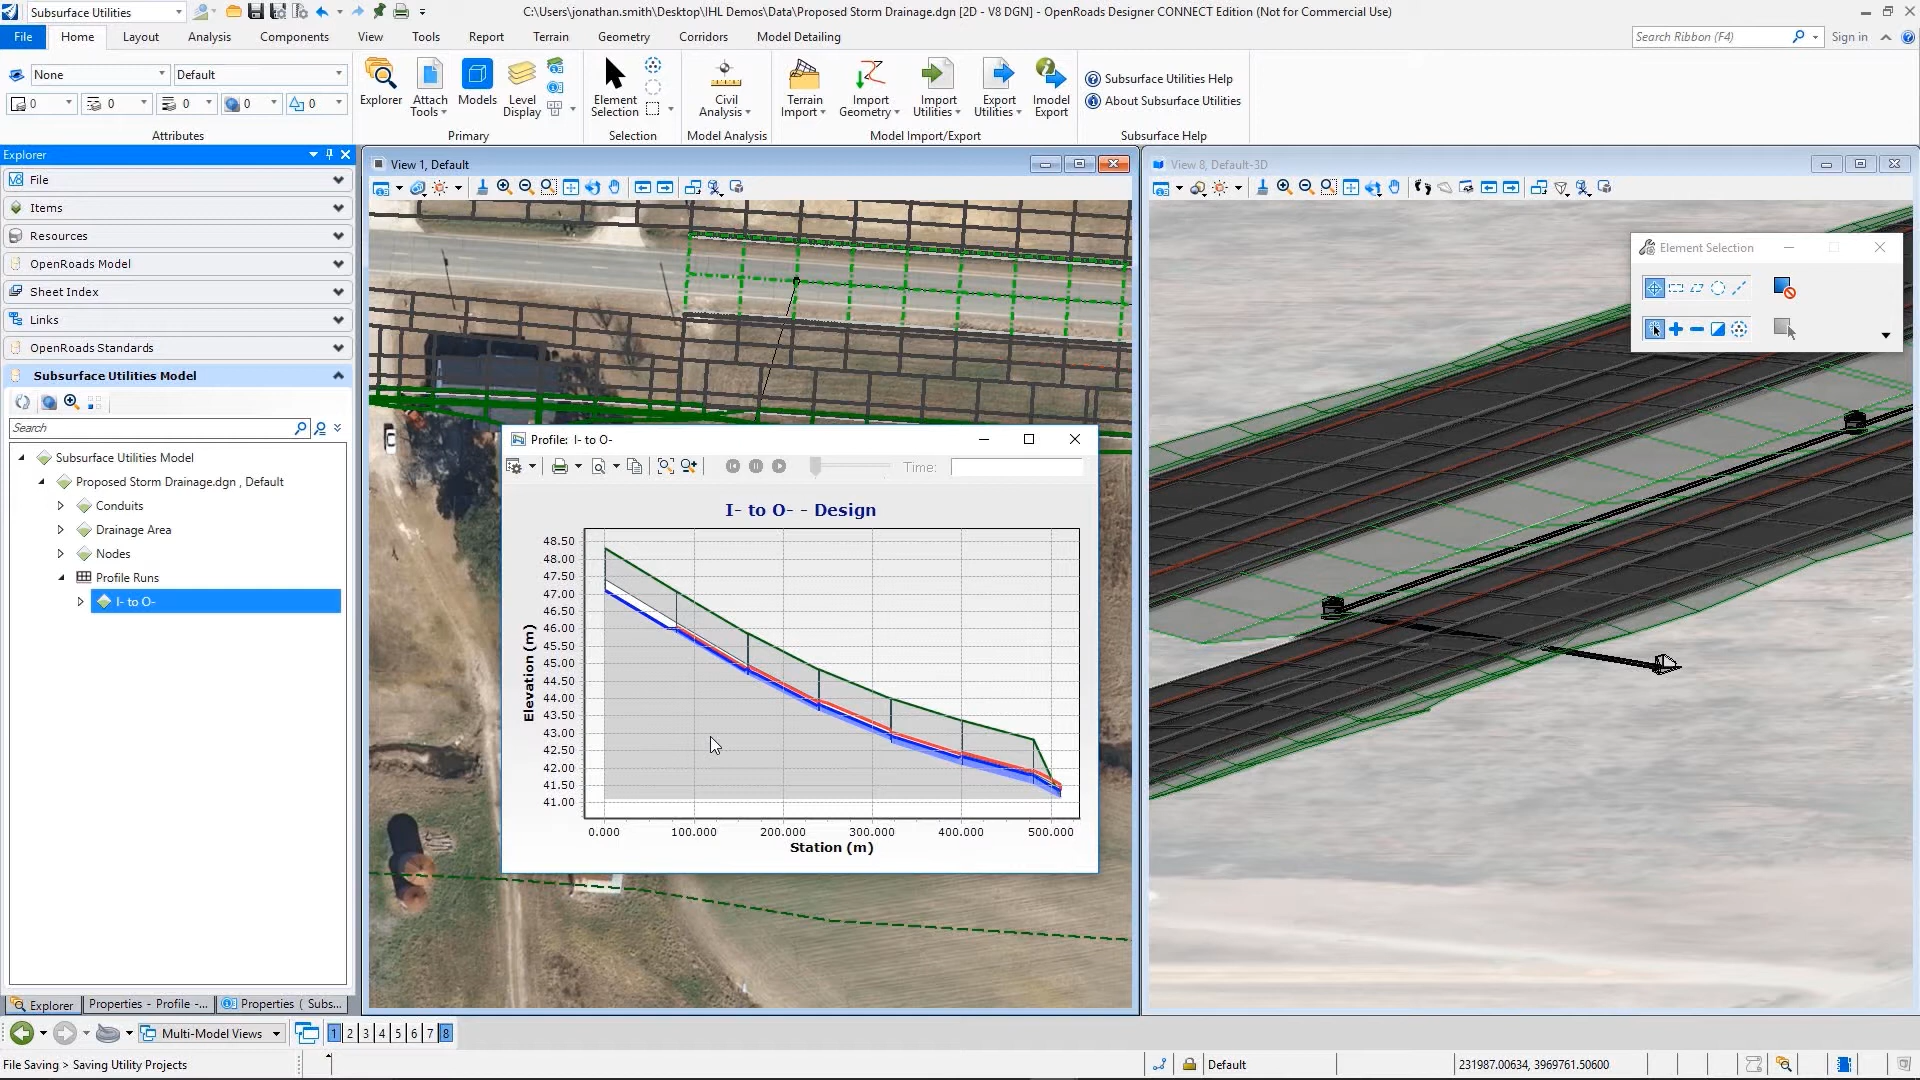 Subsurface Utilities
C:\Users\jonathan.smith\Desktop\IHL Demos\Data\Proposed Storm Drainage.dgn [2D - V8 DGN] - OpenRoads Designer CONNECT Edition (Not for Commercial Use)
File Home Layout Analysis Components View Tools Report Terrain Geometry Corridors Model Detailing
Search Ribbon (F4) Sign in
None Default
0 0 0 0 0
Attributes
Explorer Attach Tools Models Level Display
Primary
Element Selection
Selection
Civil Analysis
Model Analysis
Terrain Import Import Geometry Import Utilities Export Utilities Imodel Export
Model Import/Export
Subsurface Utilities Help
About Subsurface Utilities
Subsurface Help
Explorer
File
Items
Resources
OpenRoads Model
Sheet Index
Links
OpenRoads Standards
Subsurface Utilities Model
Search
Subsurface Utilities Model
Proposed Storm Drainage.dgn , Default
Conduits
Drainage Area
Nodes
Profile Runs
I- to O-
Explorer Properties - Profile -... Properties ( Subs...
View 1, Default
View 8, Default-3D
Element Selection
Profile: I- to O-
Time:
I- to O- - Design
Elevation (m)
48.50
48.00
47.50
47.00
46.50
46.00
45.50
45.00
44.50
44.00
43.50
43.00
42.50
42.00
41.50
41.00
0.000 100.000 200.000 300.000 400.000 500.000
Station (m)
Multi-Model Views
1 2 3 4 5 6 7 8
File Saving > Saving Utility Projects
Default
231987.00634, 3969761.50600